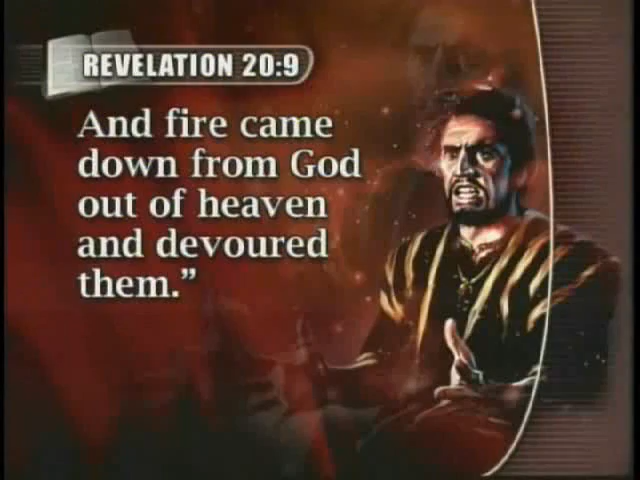 REVELATION 20:9
And fire came
down from God
out of heaven
and devoured
them.”